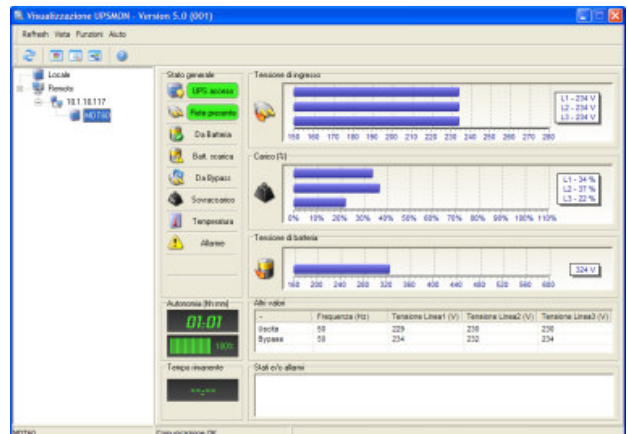 Visualizzazione UPSMON - Version 5.0 (001)
Refresh Vista Funzioni Aiuto
Locale
Remoto
10.1.10.117
MDT60
Stato generale
UPS acceso
Rete presente
Da Batteria
Batt. scarica
Da Bypass
Sovraccarico
Temperatura
Allarme
Tensione di ingresso
L1 - 234 V
L2 - 234 V
L3 - 234 V
150 160 170 180 190 200 210 220 230 240 250 260 270 280
Carico (%)
L1 - 34 %
L2 - 37 %
L3 - 22 %
0% 10% 20% 30% 40% 50% 60% 70% 80% 90% 100% 110%
Tensione di batteria
324 V
160 200 240 280 320 360 400 440 480 520 560 600
Autonomia (hh:mm)
01:01
100%
Altri valori
- Frequenza (Hz) Tensione Linea1 (V) Tensione Linea2 (V) Tensione Linea3 (V)
Uscita 50 229 230 230
Bypass 50 234 232 234
Tempo rimanente
--:--
Stati e/o allarmi
MDT60 Comunicazione OK